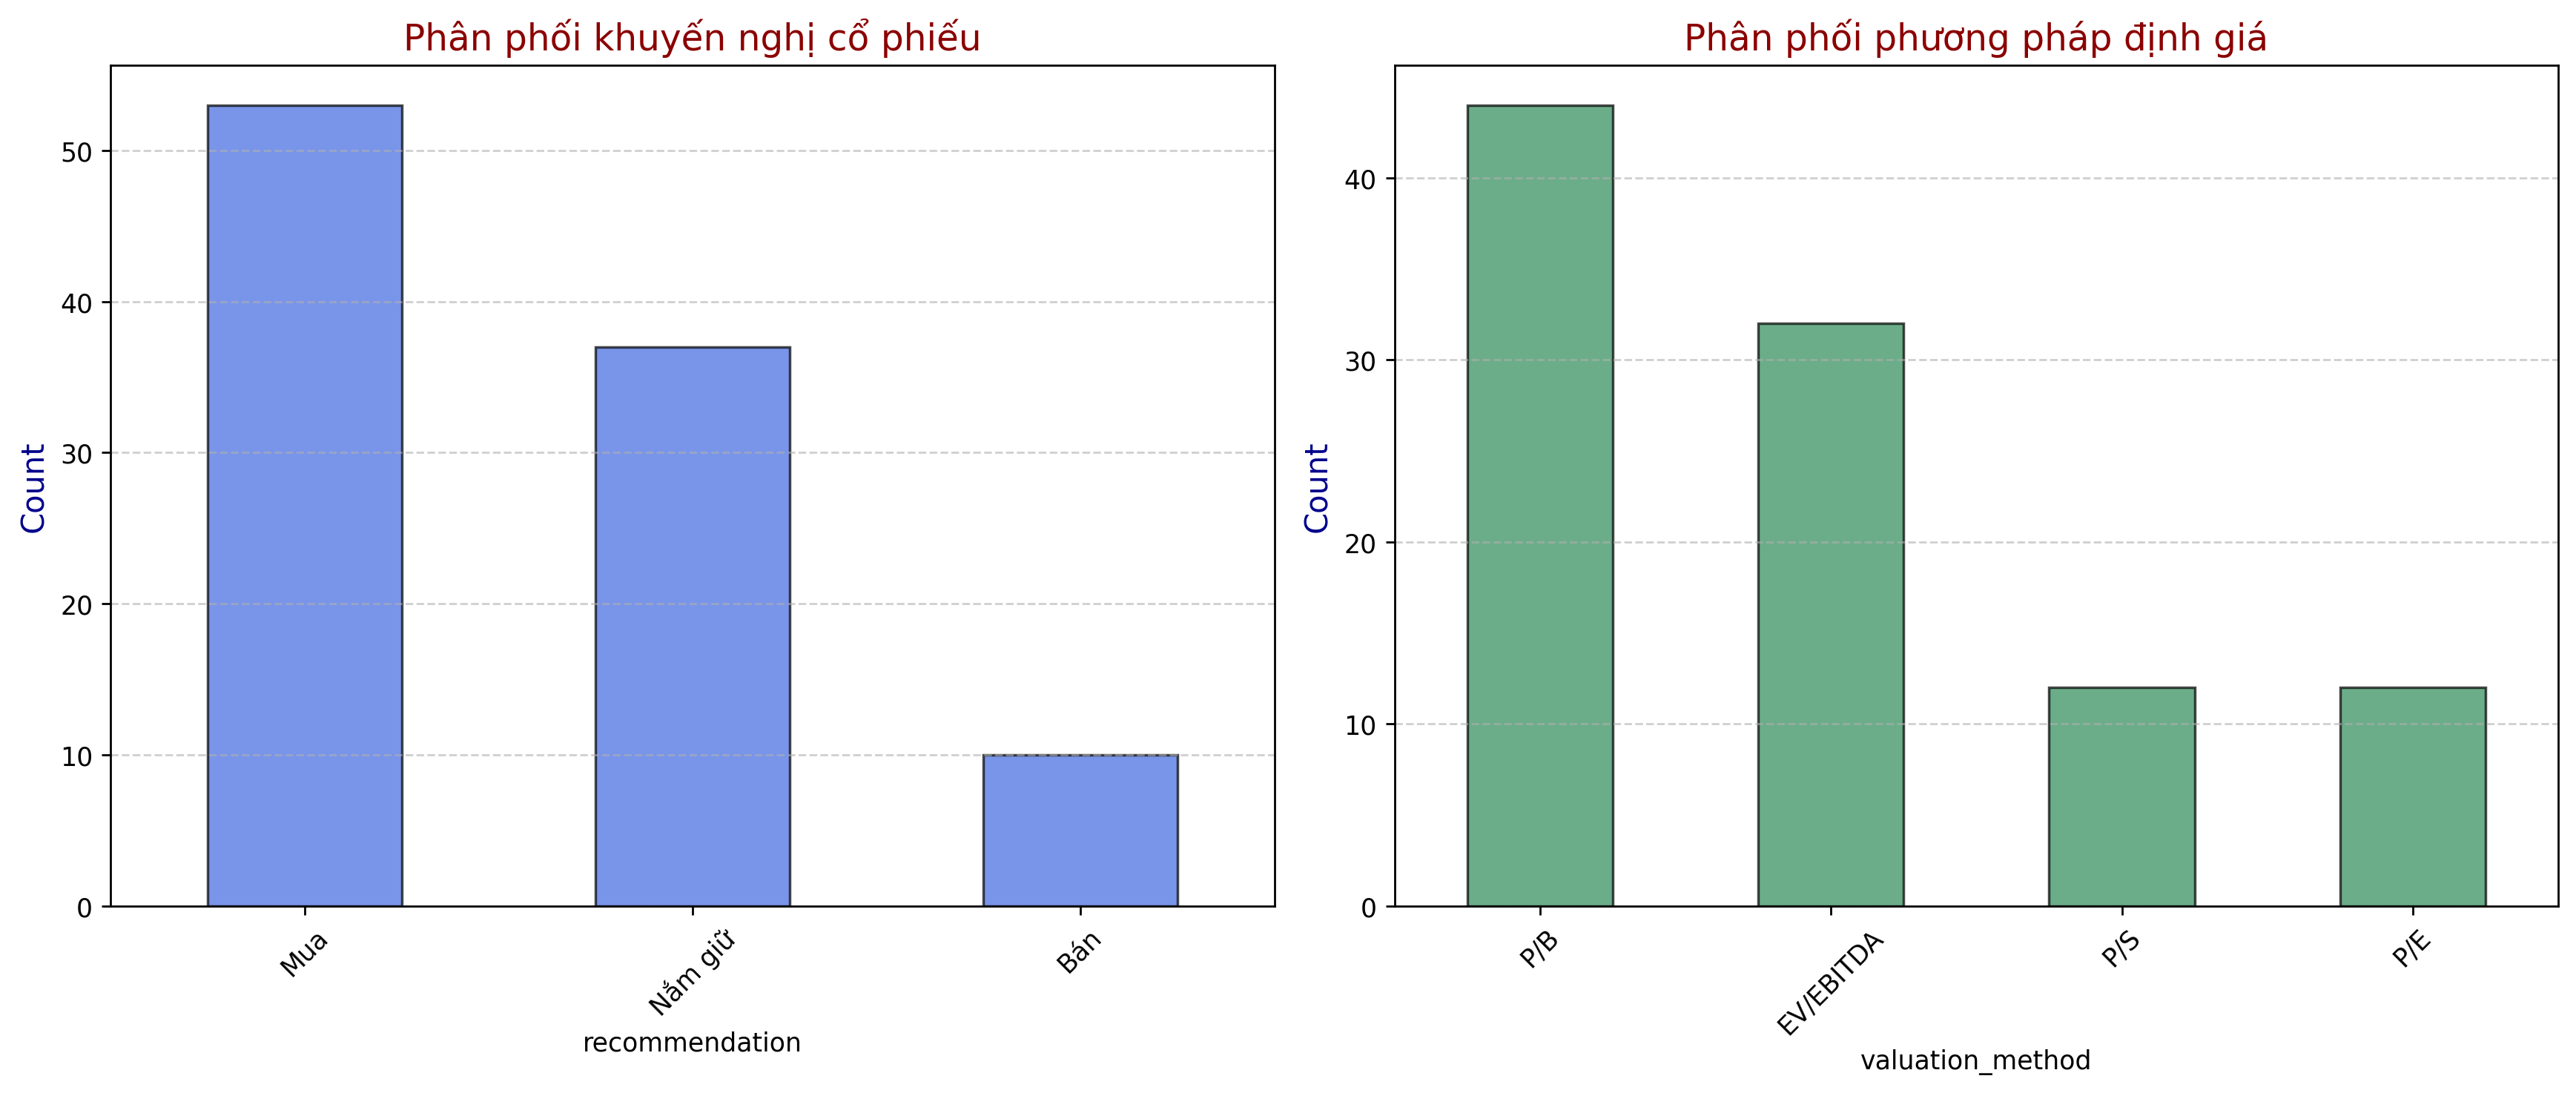 Phân phối khuyến nghị cổ phiếu
Count
50
40
30
20
10
0
Mua
Nắm giữ
Bán
recommendation
Phân phối phương pháp định giá
Count
40
30
20
10
0
P/B
EV/EBITDA
P/S
P/E
valuation_method